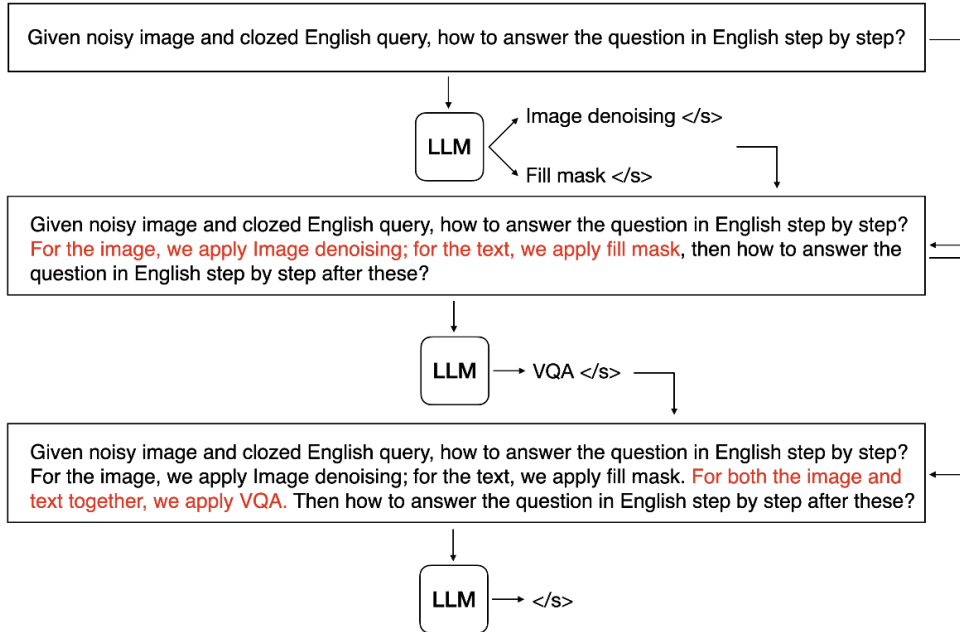 Given noisy image and clozed English query, how to answer the question in English step by step?
LLM
Image denoising </s>
Fill mask </s>
Given noisy image and clozed English query, how to answer the question in English step by step?
For the image, we apply Image denoising; for the text, we apply fill mask, then how to answer the
question in English step by step after these?
LLM
VQA </s>
Given noisy image and clozed English query, how to answer the question in English step by step?
For the image, we apply Image denoising; for the text, we apply fill mask. For both the image and
text together, we apply VQA. Then how to answer the question in English step by step after these?
LLM
</s>